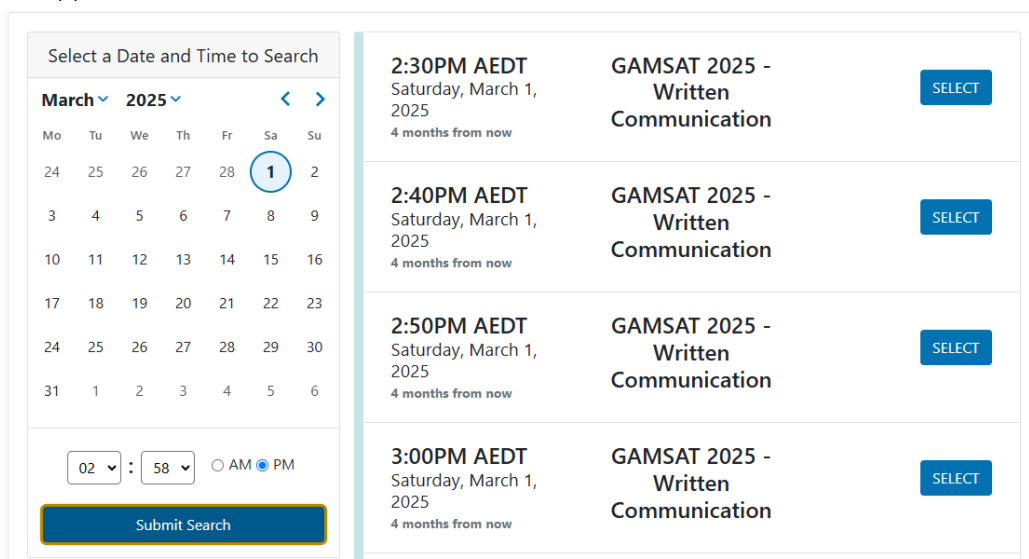 Select a Date and Time to Search
March 2025
Mo Tu We Th Fr Sa Su
24 25 26 27 28 1 2
3 4 5 6 7 8 9
10 11 12 13 14 15 16
17 18 19 20 21 22 23
24 25 26 27 28 29 30
31 1 2 3 4 5 6
02 : 58 AM PM
Submit Search
2:30PM AEDT
Saturday, March 1,
2025
4 months from now
GAMSAT 2025 -
Written
Communication
SELECT
2:40PM AEDT
Saturday, March 1,
2025
4 months from now
GAMSAT 2025 -
Written
Communication
SELECT
2:50PM AEDT
Saturday, March 1,
2025
4 months from now
GAMSAT 2025 -
Written
Communication
SELECT
3:00PM AEDT
Saturday, March 1,
2025
4 months from now
GAMSAT 2025 -
Written
Communication
SELECT